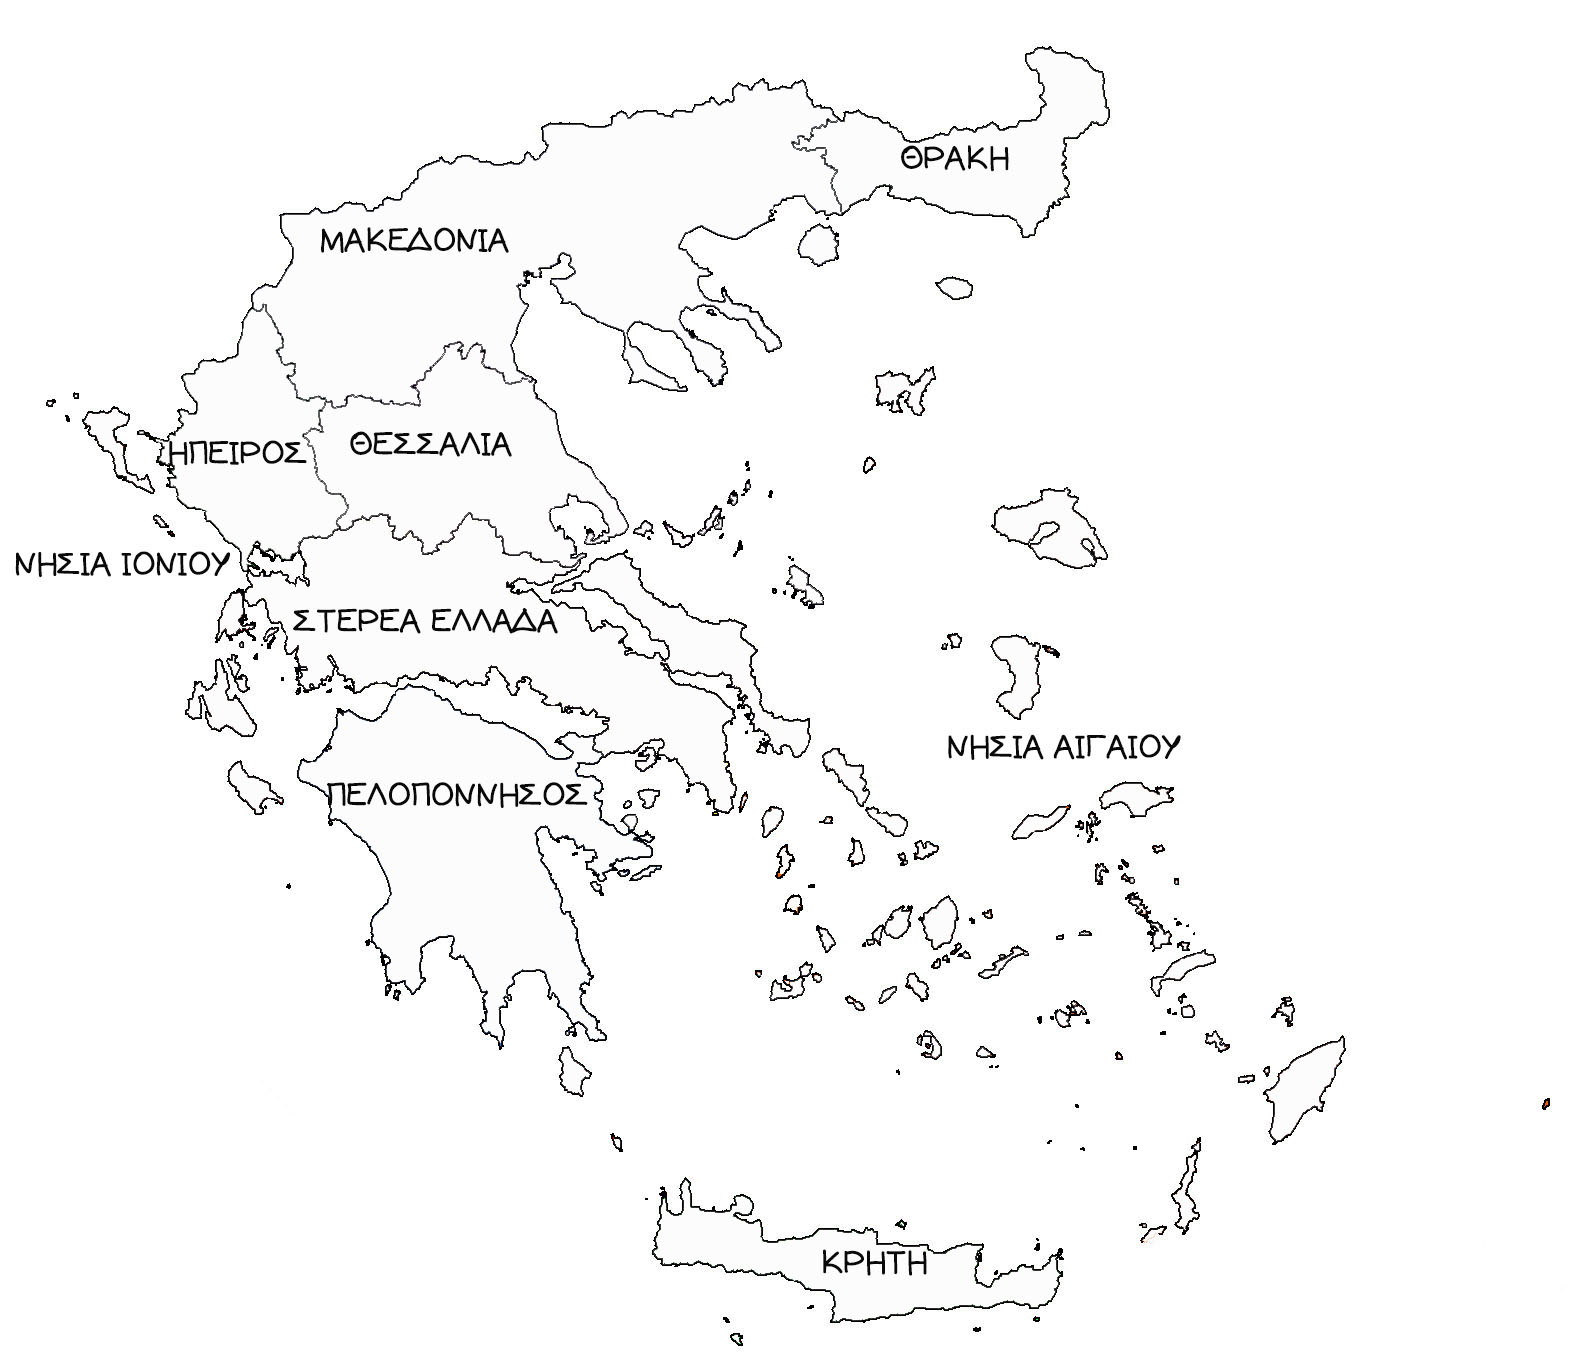 ΘΡΑΚΗ
ΜΑΚΕΔΟΝΙΑ
ΗΠΕΙΡΟΣ
ΘΕΣΣΑΛΙΑ
ΝΗΣΙΑ ΙΟΝΙΟΥ
ΣΤΕΡΕΑ ΕΛΛΑΔΑ
ΝΗΣΙΑ ΑΙΓΑΙΟΥ
ΠΕΛΟΠΟΝΝΗΣΟΣ
ΚΡΗΤΗ